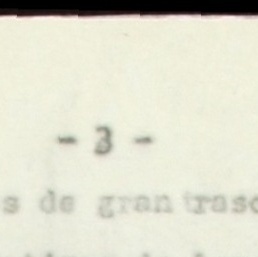 - 3 -
s de gran trasc